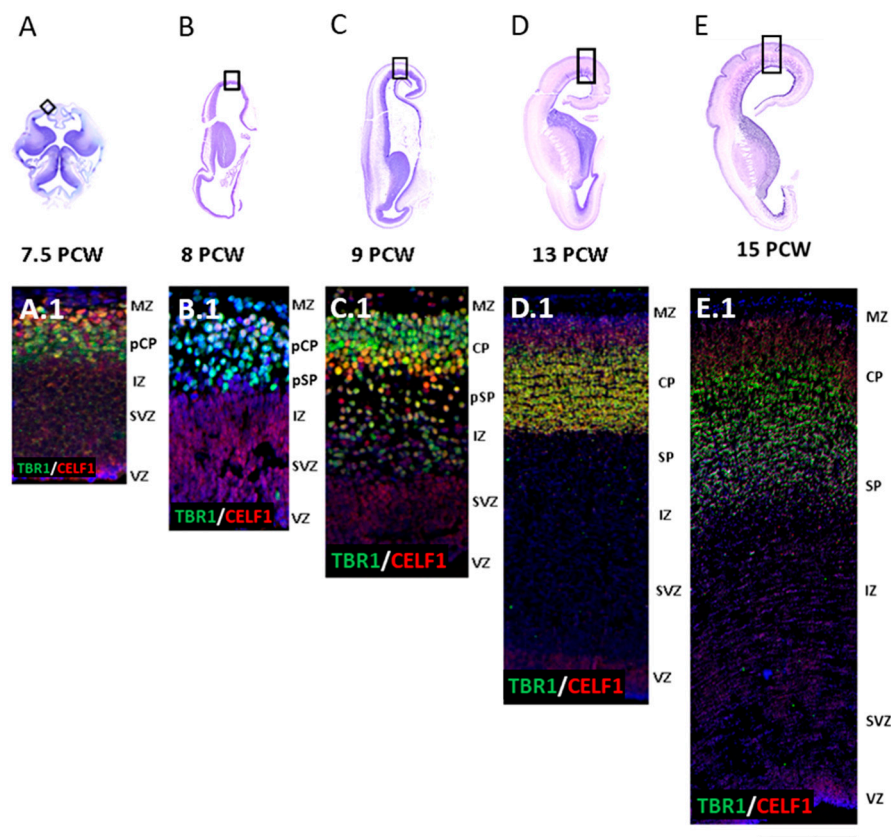 A
B
C
D
E
7.5 PCW
8 PCW
9 PCW
13 PCW
15 PCW
A.1
MZ
pCP
IZ
SVZ
VZ
TBR1/CELF1
B.1
MZ
pCP
pSP
IZ
SVZ
VZ
TBR1/CELF1
C.1
MZ
CP
pSP
IZ
SVZ
VZ
TBR1/CELF1
D.1
MZ
CP
SP
IZ
SVZ
VZ
TBR1/CELF1
E.1
MZ
CP
SP
IZ
SVZ
VZ
TBR1/CELF1